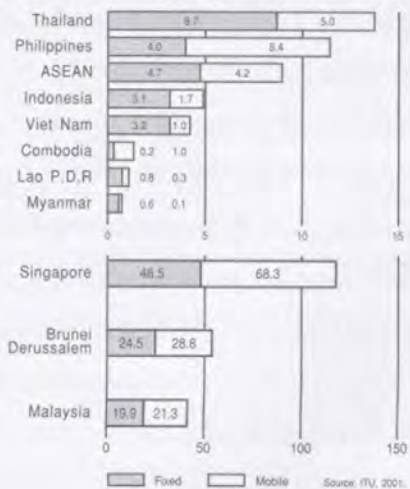 Thailand 8.7 5.0
Philippines 4.0 8.4
ASEAN 4.7 4.2
Indonesia 3.1 1.7
Viet Nam 3.2 1.0
Combodia 0.2 1.0
Lao P.D.R 0.8 0.3
Myanmar 0.6 0.1
0 5 10 15
Singapore 48.5 68.3
Brunei
Derussalem 24.5 28.8
Malaysia 19.9 21.3
0 50 100 150
Fixed Mobile Source: ITU, 2001.